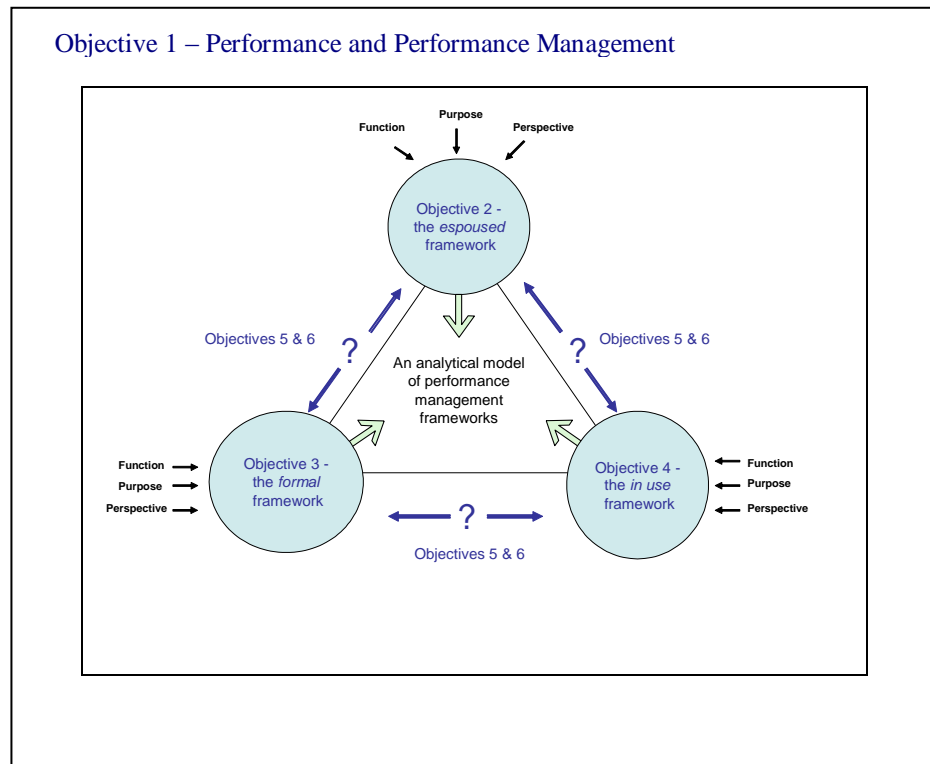 Objective 1 – Performance and Performance Management
Purpose
Function
Perspective
Objective 2 -
the espoused
framework
Objectives 5 & 6
?
?
Objectives 5 & 6
An analytical model
of performance
management
frameworks
Function
Purpose
Perspective
Objective 3 -
the formal
framework
Objective 4 -
the in use
framework
Function
Purpose
Perspective
?
Objectives 5 & 6